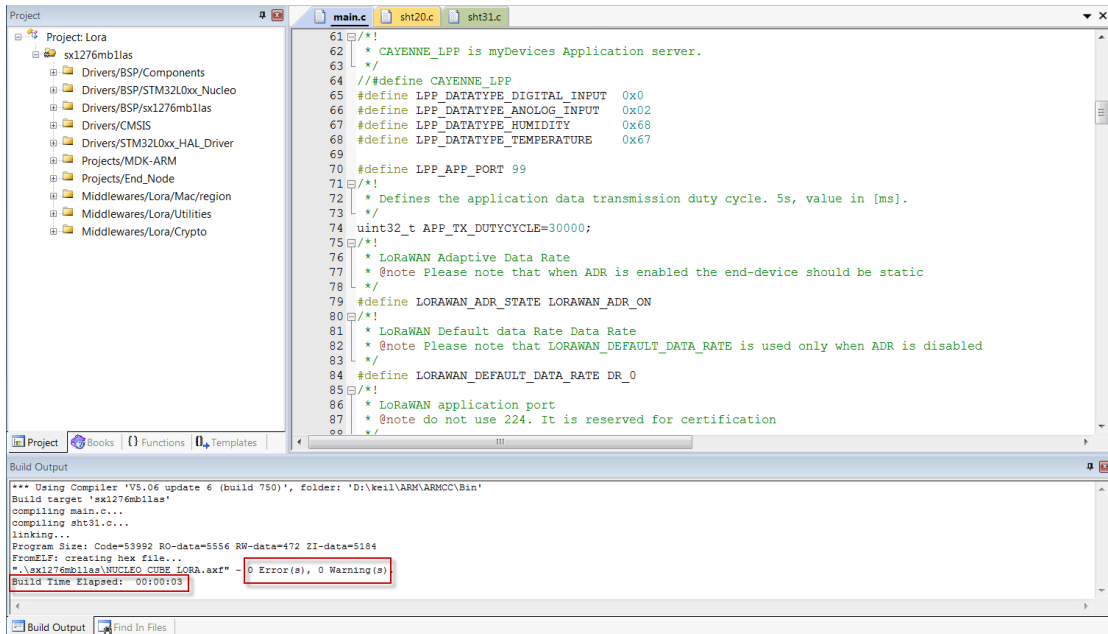 Project
Project: Lora
sx1276mb1las
Drivers/BSP/Components
Drivers/BSP/STM32L0xx_Nucleo
Drivers/BSP/sx1276mb1las
Drivers/CMSIS
Drivers/STM32L0xx_HAL_Driver
Projects/MDK-ARM
Projects/End_Node
Middlewares/Lora/Mac/region
Middlewares/Lora/Utilities
Middlewares/Lora/Crypto
Project Books {} Functions 0 Templates
main.c sht20.c sht31.c
61 /*!
62 * CAYENNE_LPP is myDevices Application server.
63 */
64 //#define CAYENNE_LPP
65 #define LPP_DATATYPE_DIGITAL_INPUT 0x0
66 #define LPP_DATATYPE_ANOLOG_INPUT 0x02
67 #define LPP_DATATYPE_HUMIDITY 0x68
68 #define LPP_DATATYPE_TEMPERATURE 0x67
69
70 #define LPP_APP_PORT 99
71 /*!
72 * Defines the application data transmission duty cycle. 5s, value in [ms].
73 */
74 uint32_t APP_TX_DUTYCYCLE=30000;
75 /*!
76 * LoRaWAN Adaptive Data Rate
77 * @note Please note that when ADR is enabled the end-device should be static
78 */
79 #define LORAWAN_ADR_STATE LORAWAN_ADR_ON
80 /*!
81 * LoRaWAN Default data Rate Data Rate
82 * @note Please note that LORAWAN_DEFAULT_DATA_RATE is used only when ADR is disabled
83 */
84 #define LORAWAN_DEFAULT_DATA_RATE DR_0
85 /*!
86 * LoRaWAN application port
87 * @note do not use 224. It is reserved for certification
88 */
Build Output
*** Using Compiler 'V5.06 update 6 (build 750)', folder: 'D:\keil\ARM\ARMCC\Bin'
Build target 'sx1276mb1las'
compiling main.c...
compiling sht31.c...
linking...
Program Size: Code=53992 RO-data=5556 RW-data=472 ZI-data=5184
FromELF: creating hex file...
".\sx1276mb1las\NUCLEO CUBE LORA.axf" - 0 Error(s), 0 Warning(s).
Build Time Elapsed: 00:00:03
Build Output Find In Files